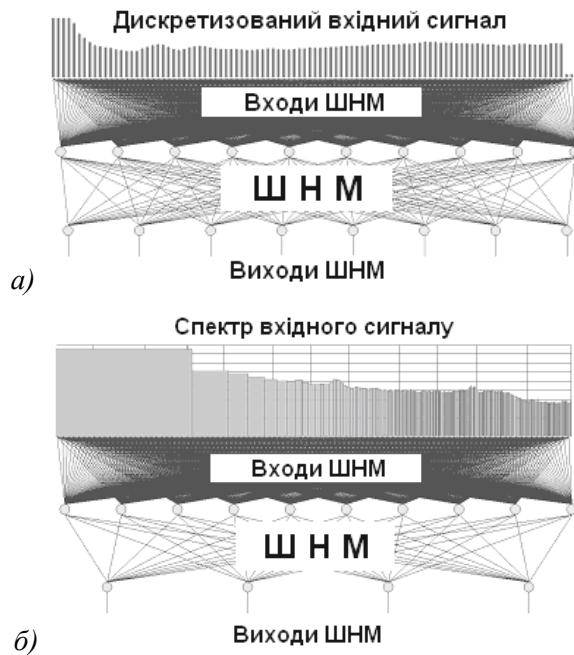 Дискретизований вхідний сигнал
Входи ШНМ
Ш Н М
Виходи ШНМ
а)
Спектр вхідного сигналу
Входи ШНМ
Ш Н М
Виходи ШНМ
б)